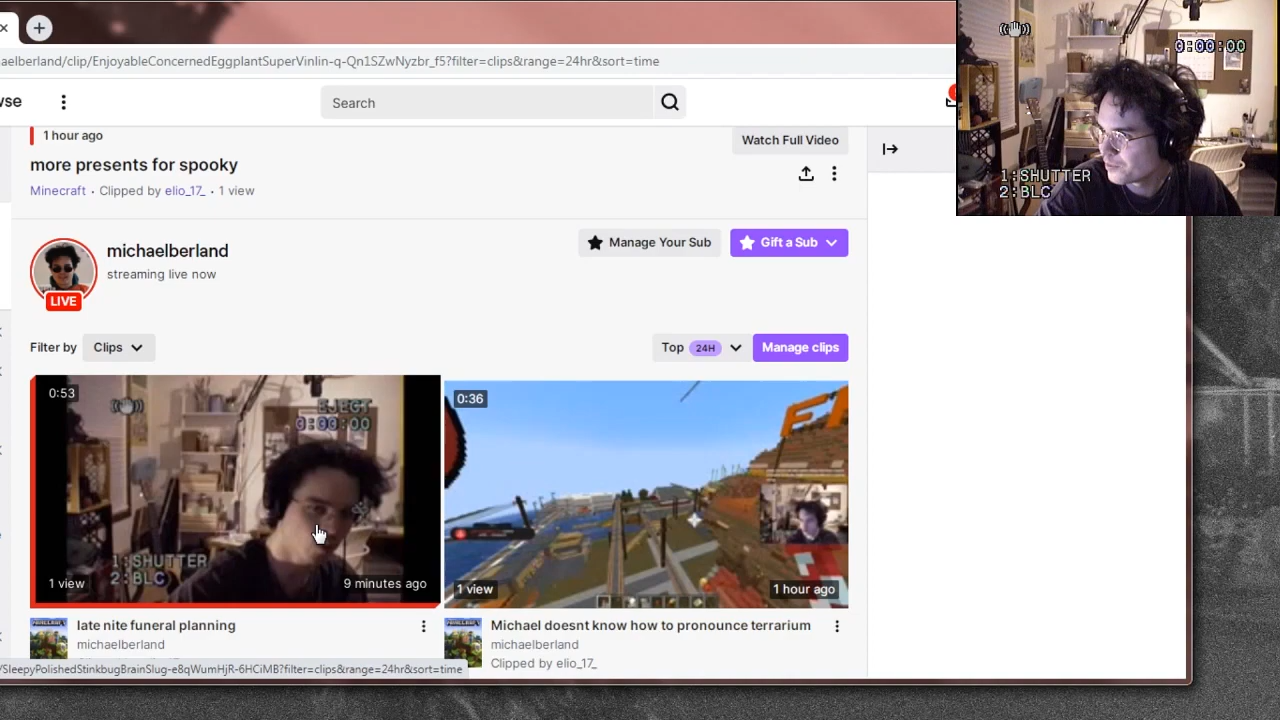 aelberland/clip/EnjoyableConcernedEggplantSuperVinlin-q-Qn1SZwNyzbr_f5?filter=clips&range=24hr&sort=time
0:00:00
1:SHUTTER
2:BLC
wse
Search
1 hour ago
Watch Full Video
more presents for spooky
Minecraft • Clipped by elio_17_ • 1 view
michaelberland
streaming live now
LIVE
Manage Your Sub
Gift a Sub
Filter by
Clips
Top 24H
Manage clips
0:53
EJECT
0:00:00
1:SHUTTER
2:BLC
1 view
9 minutes ago
0:36
1 view
1 hour ago
late nite funeral planning
michaelberland
Michael doesnt know how to pronounce terrarium
michaelberland
Clipped by elio_17_
/SleepyPolishedStinkbugBrainSlug-e8qWumHjR-6HCiMB?filter=clips&range=24hr&sort=time